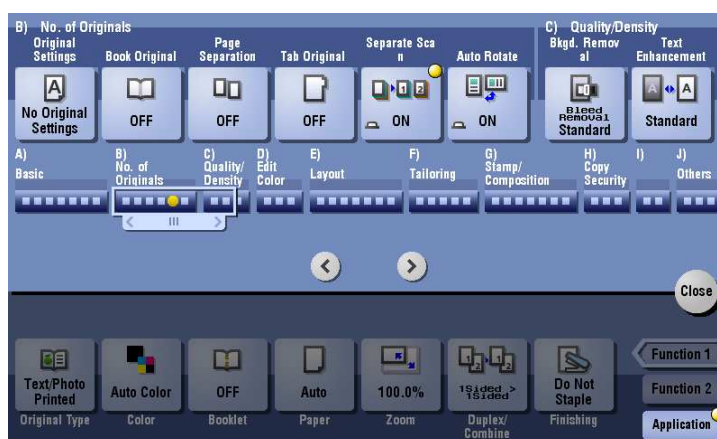 B) No. of Originals
C) Quality/Density
Original
Settings
Book Original
Page
Separation
Tab Original
Separate Sca
n
Auto Rotate
Bkgd. Remov
al
Text
Enhancement
No Original
Settings
OFF
OFF
OFF
ON
ON
Bleed
Removal
Standard
Standard
A)
Basic
B)
No. of
Originals
C)
Quality/
Density
D)
Edit
Color
E)
Layout
F)
Tailoring
G)
Stamp/
Composition
H)
Copy
Security
I)
J)
Others
Close
Text/Photo
Printed
Auto Color
OFF
Auto
100.0%
1Sided >
1Sided
Do Not
Staple
Original Type
Color
Booklet
Paper
Zoom
Duplex/
Combine
Finishing
Function 1
Function 2
Application